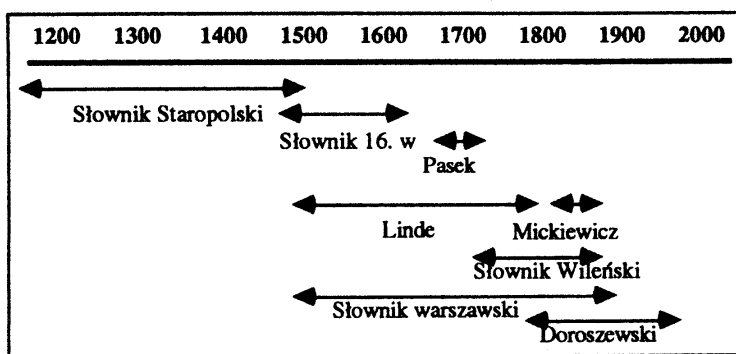 1200 1300 1400 1500 1600 1700 1800 1900 2000
Słownik Staropolski
Słownik 16. w
Pasek
Linde Mickiewicz
Słownik Wileński
Słownik warszawski
Doroszewski